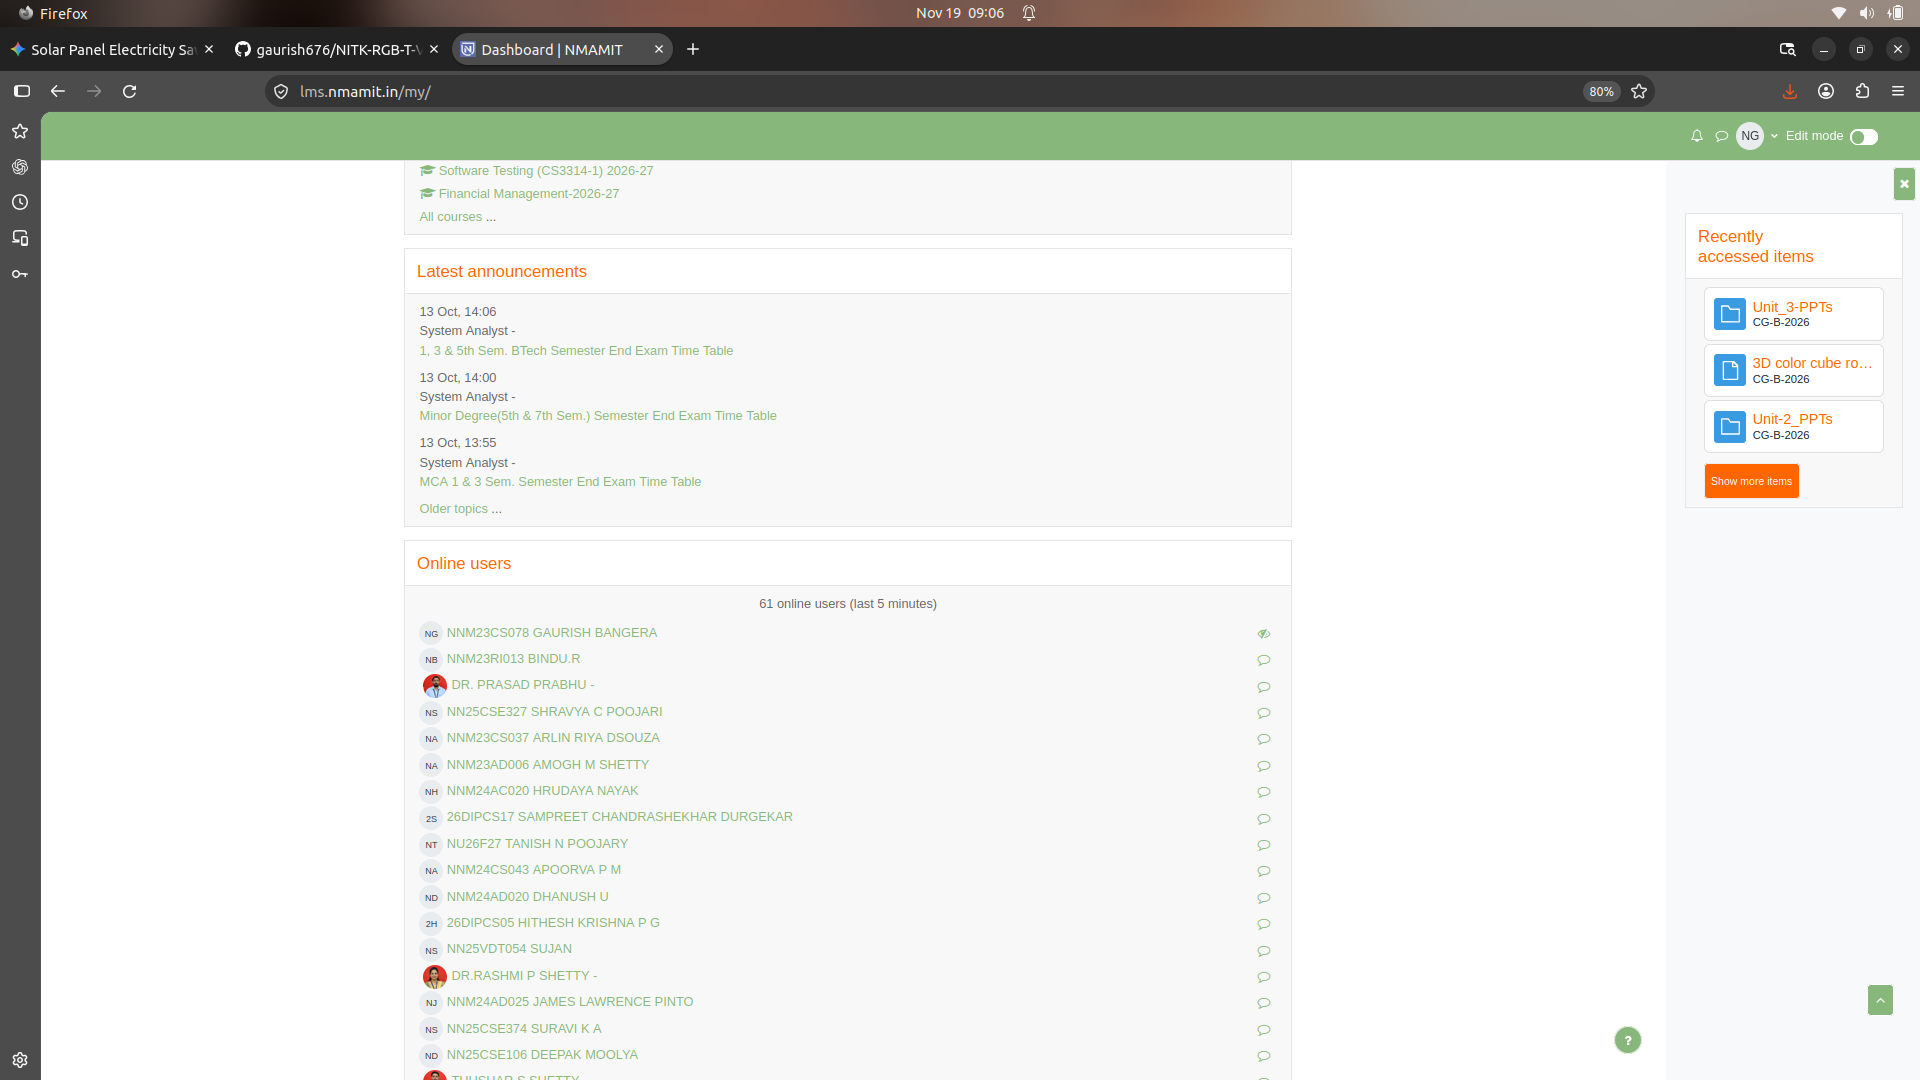 Firefox
Nov 19 09:06
Solar Panel Electricity Sa
gaurish676/NITK-RGB-T-V
Dashboard | NMAMIT
lms.nmamit.in/my/
80%
NG
Edit mode
Software Testing (CS3314-1) 2026-27
Financial Management-2026-27
All courses ...
Latest announcements
13 Oct, 14:06
System Analyst -
1, 3 & 5th Sem. BTech Semester End Exam Time Table
13 Oct, 14:00
System Analyst -
Minor Degree(5th & 7th Sem.) Semester End Exam Time Table
13 Oct, 13:55
System Analyst -
MCA 1 & 3 Sem. Semester End Exam Time Table
Older topics ...
Online users
61 online users (last 5 minutes)
NG NNM23CS078 GAURISH BANGERA
NB NNM23RI013 BINDU.R
DR. PRASAD PRABHU -
NS NN25CSE327 SHRAVYA C POOJARI
NA NNM23CS037 ARLIN RIYA DSOUZA
NA NNM23AD006 AMOGH M SHETTY
NH NNM24AC020 HRUDAYA NAYAK
2S 26DIPCS17 SAMPREET CHANDRASHEKHAR DURGEKAR
NT NU26F27 TANISH N POOJARY
NA NNM24CS043 APOORVA P M
ND NNM24AD020 DHANUSH U
2H 26DIPCS05 HITHESH KRISHNA P G
NS NN25VDT054 SUJAN
DR.RASHMI P SHETTY -
NJ NNM24AD025 JAMES LAWRENCE PINTO
NS NN25CSE374 SURAVI K A
ND NN25CSE106 DEEPAK MOOLYA
THUSHAR S SHETTY
Recently
accessed items
Unit_3-PPTs
CG-B-2026
3D color cube ro...
CG-B-2026
Unit-2_PPTs
CG-B-2026
Show more items
?